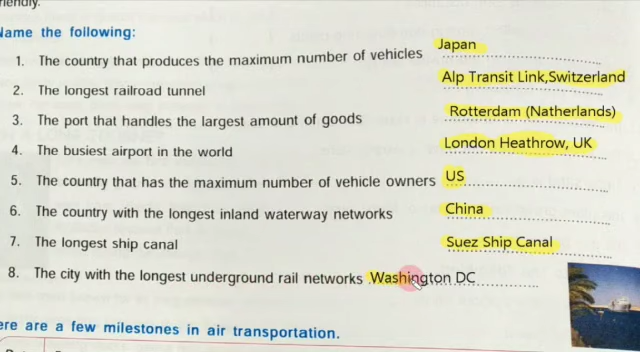 Name the following:
1. The country that produces the maximum number of vehicles Japan
2. The longest railroad tunnel Alp Transit Link,Switzerland
3. The port that handles the largest amount of goods Rotterdam (Natherlands)
4. The busiest airport in the world London Heathrow, UK
5. The country that has the maximum number of vehicle owners US
6. The country with the longest inland waterway networks China
7. The longest ship canal Suez Ship Canal
8. The city with the longest underground rail networks Washington DC
ere are a few milestones in air transportation.